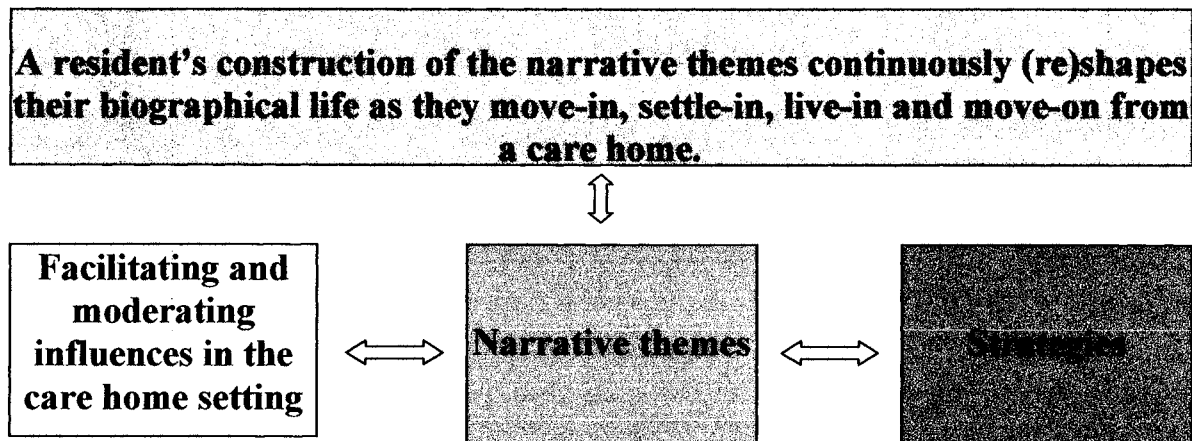 A resident's construction of the narrative themes continuously (re)shapes
their biographical life as they move-in, settle-in, live-in and move-on from
a care home.
Facilitating and
moderating
influences in the
care home setting
Narrative themes
Strategies